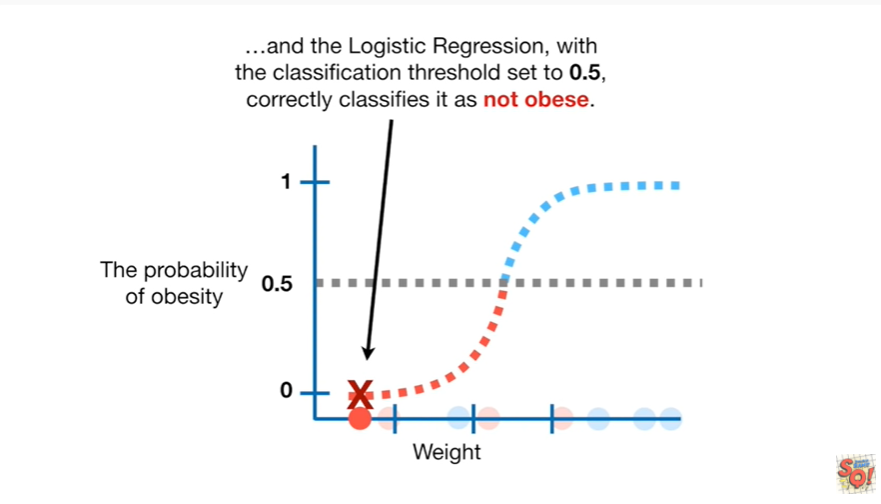 ...and the Logistic Regression, with
the classification threshold set to 0.5,
correctly classifies it as not obese.
1
The probability
of obesity
0.5
X
0
Weight
SQ!